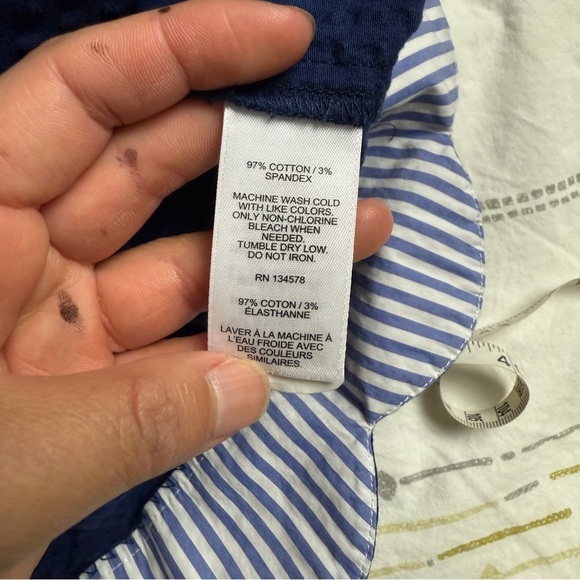 97% COTTON / 3%
SPANDEX
MACHINE WASH COLD
WITH LIKE COLORS.
ONLY NON-CHLORINE
BLEACH WHEN
NEEDED.
TUMBLE DRY LOW.
DO NOT IRON.
RN 134578
97% COTON / 3%
ÉLASTHANNE
LAVER À LA MACHINE À
L'EAU FROIDE AVEC
DES COULEURS
SIMILAIRES.